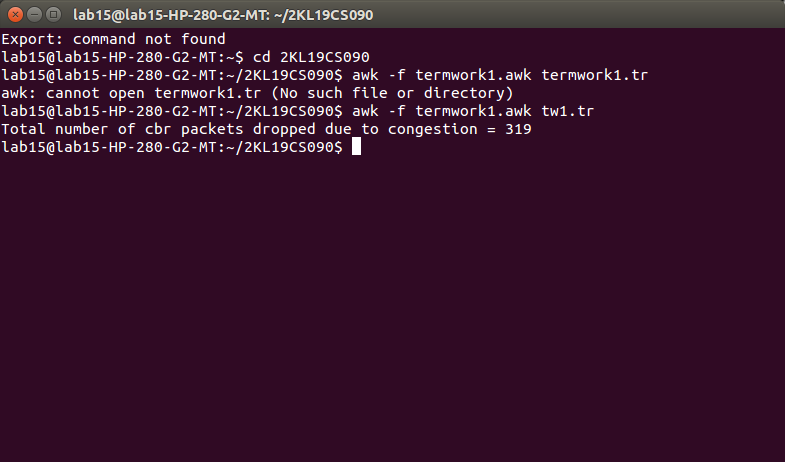 lab15@lab15-HP-280-G2-MT: ~/2KL19CS090
Export: command not found
lab15@lab15-HP-280-G2-MT:~$ cd 2KL19CS090
lab15@lab15-HP-280-G2-MT:~/2KL19CS090$ awk -f termwork1.awk termwork1.tr
awk: cannot open termwork1.tr (No such file or directory)
lab15@lab15-HP-280-G2-MT:~/2KL19CS090$ awk -f termwork1.awk tw1.tr
Total number of cbr packets dropped due to congestion = 319
lab15@lab15-HP-280-G2-MT:~/2KL19CS090$